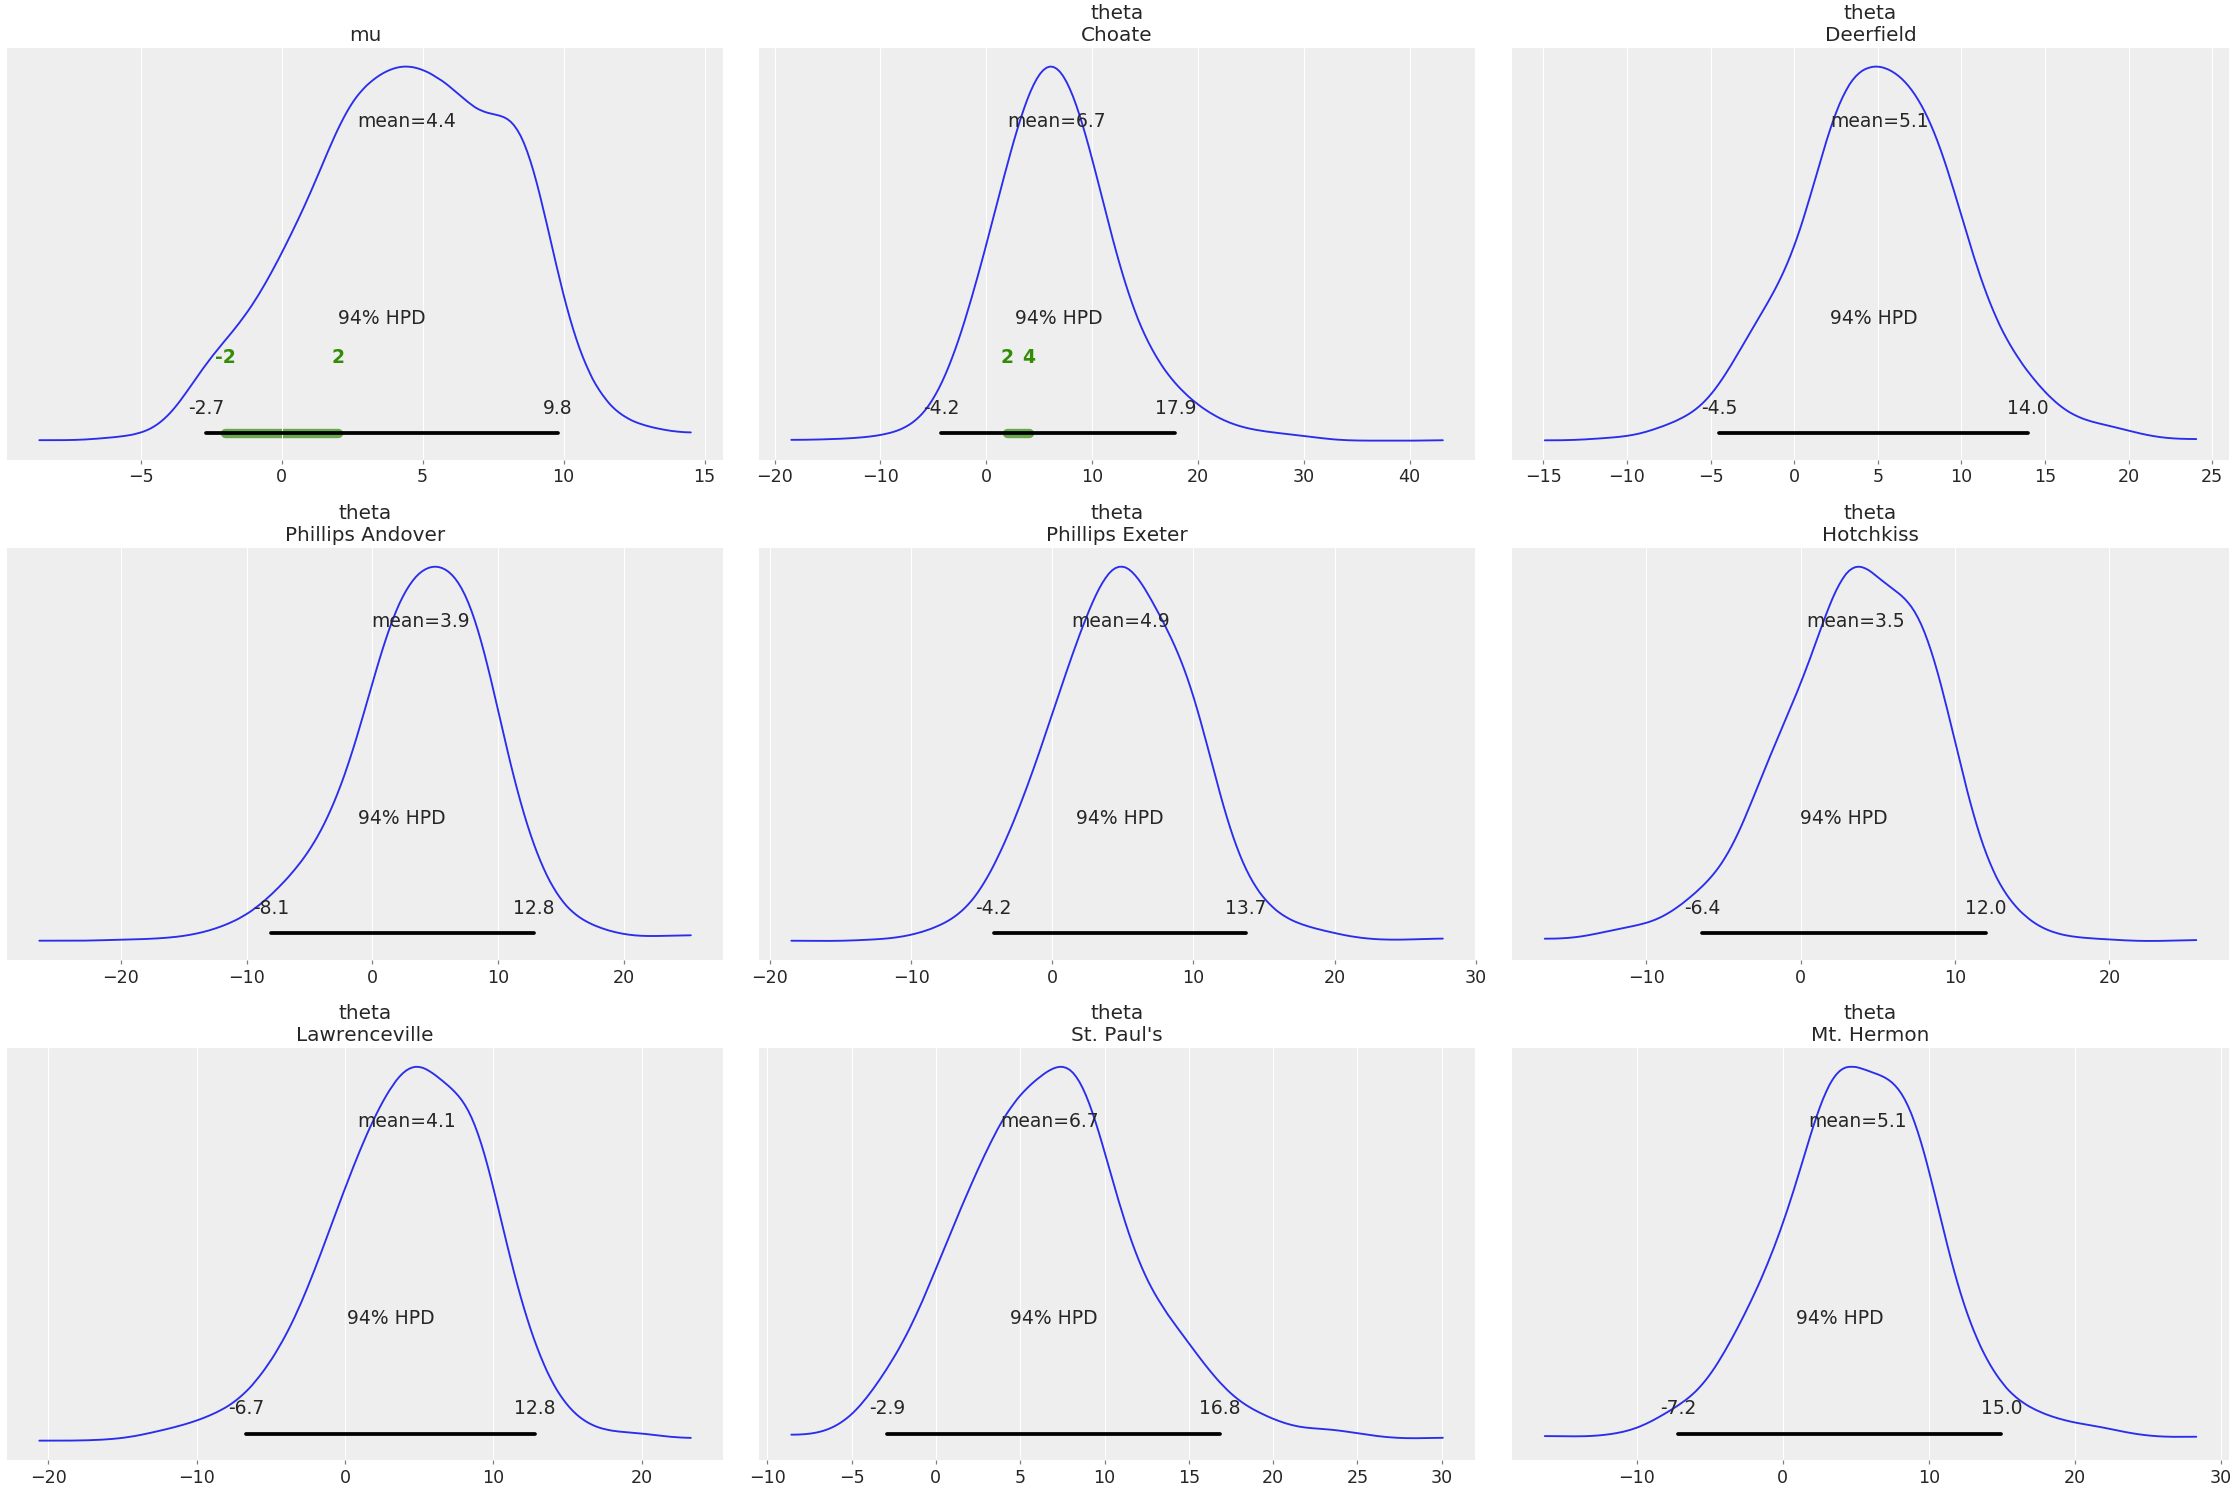 mu
mean=4.4
94% HPD
-2 2
-2.7 9.8
−5 0 5 10 15
theta
Choate
mean=6.7
94% HPD
2 4
-4.2 17.9
−20 −10 0 10 20 30 40
theta
Deerfield
mean=5.1
94% HPD
-4.5 14.0
−15 −10 −5 0 5 10 15 20 25
theta
Phillips Andover
mean=3.9
94% HPD
-8.1 12.8
−20 −10 0 10 20
theta
Phillips Exeter
mean=4.9
94% HPD
-4.2 13.7
−20 −10 0 10 20 30
theta
Hotchkiss
mean=3.5
94% HPD
-6.4 12.0
−10 0 10 20
theta
Lawrenceville
mean=4.1
94% HPD
-6.7 12.8
−20 −10 0 10 20
theta
St. Paul's
mean=6.7
94% HPD
-2.9 16.8
−10 −5 0 5 10 15 20 25 30
theta
Mt. Hermon
mean=5.1
94% HPD
-7.2 15.0
−10 0 10 20 30